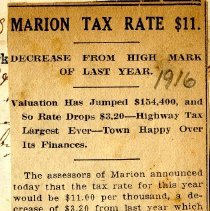 MARION TAX RATE $11.
DECREASE FROM HIGH MARK
OF LAST YEAR.
1916
Valuation Has Jumped $154,400, and
So Rate Drops $3.20—Highway Tax
Largest Ever—Town Happy Over
Its Finances.
The assessors of Marion announced
today that the tax rate for this year
would be $11.00 per thousand, a de-
crease of $3.20 from last year which